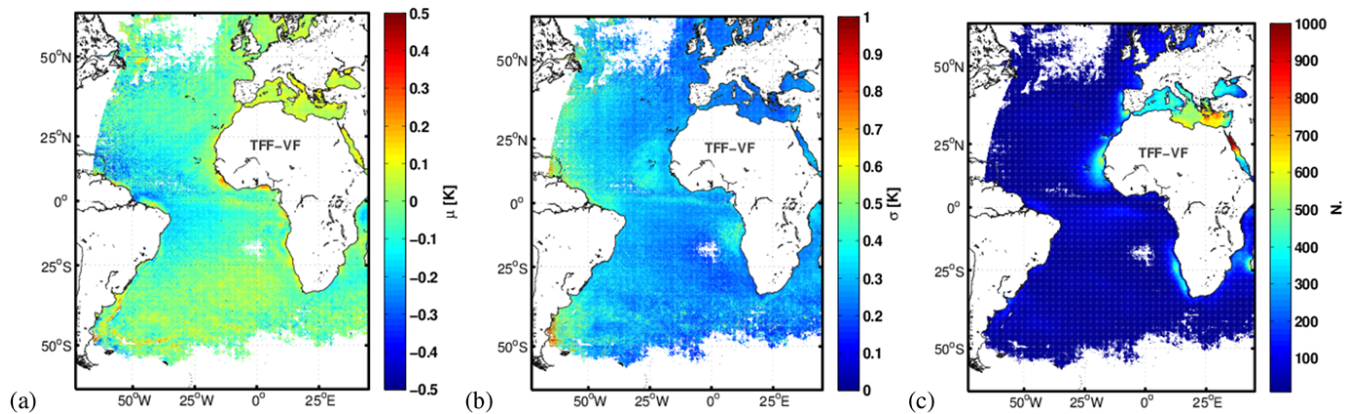 0.5
0.4
0.3
0.2
0.1
0
−0.1
−0.2
−0.3
−0.4
−0.5
μ [K]
50°N
25°N
0°
25°S
50°S
50°W
25°W
0°
25°E
TFF−VF
(a)
1
0.9
0.8
0.7
0.6
0.5
0.4
0.3
0.2
0.1
0
σ [K]
50°N
25°N
0°
25°S
50°S
50°W
25°W
0°
25°E
TFF−VF
(b)
1000
900
800
700
600
500
400
300
200
100
N.
50°N
25°N
0°
25°S
50°S
50°W
25°W
0°
25°E
TFF−VF
(c)